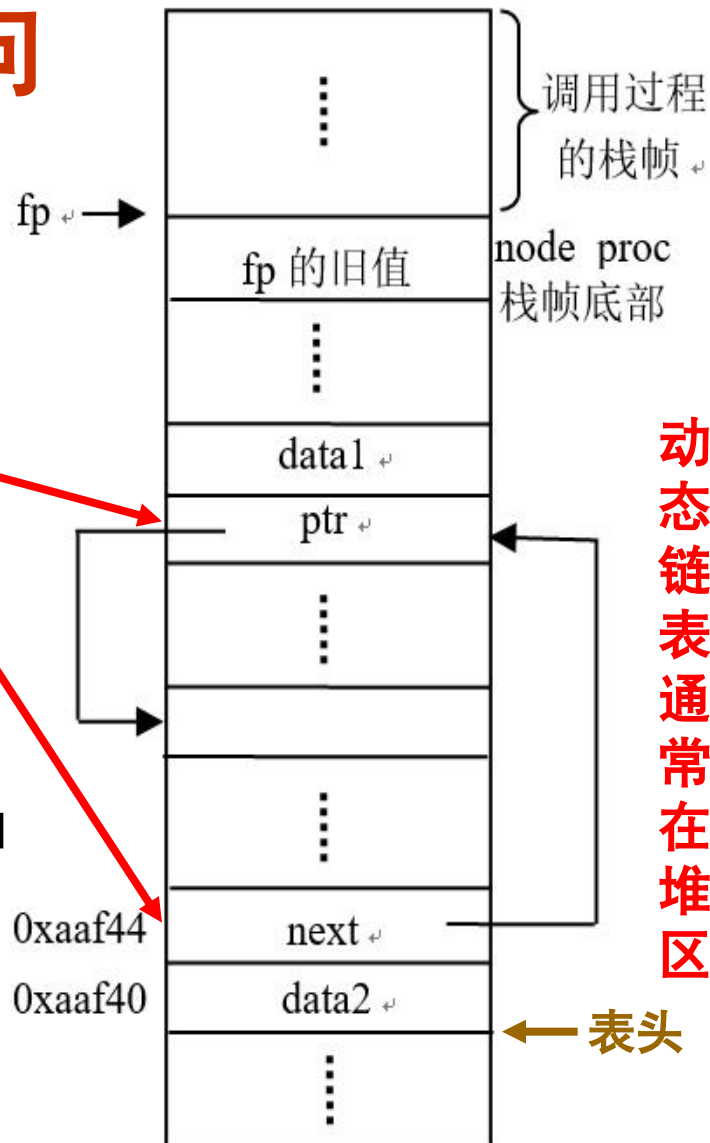 问
调用过程
的栈帧
fp
fp 的旧值
node proc
栈帧底部
data1
ptr
动态链表通常在堆区
0xaaf44
next
0xaaf40
data2
表头